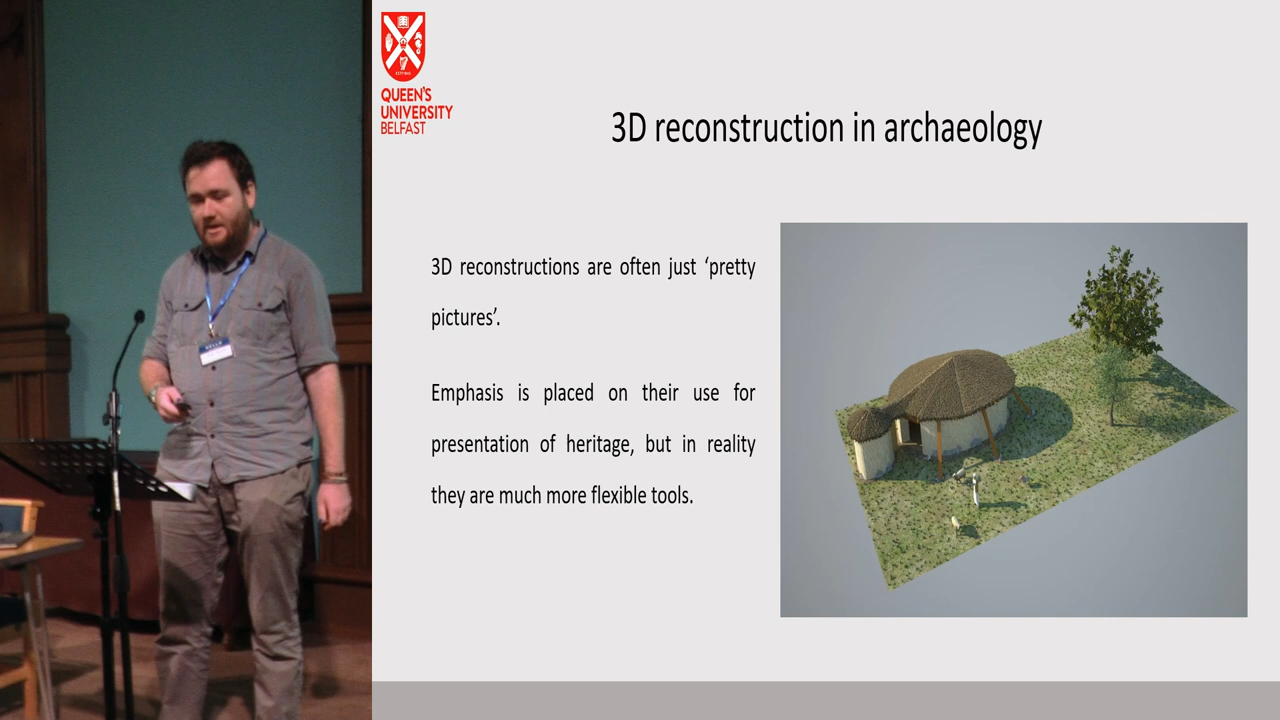 QUEEN'S
UNIVERSITY
BELFAST
3D reconstruction in archaeology
3D reconstructions are often just ‘pretty
pictures’.
Emphasis is placed on their use for
presentation of heritage, but in reality
they are much more flexible tools.